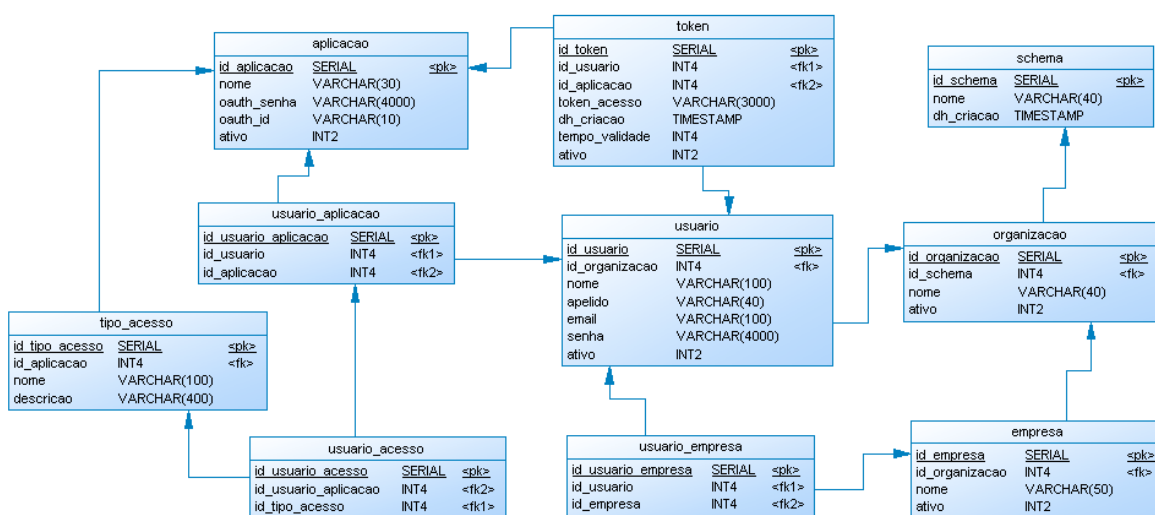 aplicacao
id_aplicacao SERIAL <pk>
nome VARCHAR(30)
oauth_senha VARCHAR(4000)
oauth_id VARCHAR(10)
ativo INT2
token
id_token SERIAL <pk>
id_usuario INT4 <fk1>
id_aplicacao INT4 <fk2>
token_acesso VARCHAR(3000)
dh_criacao TIMESTAMP
tempo_validade INT4
ativo INT2
schema
id_schema SERIAL <pk>
nome VARCHAR(40)
dh_criacao TIMESTAMP
usuario_aplicacao
id_usuario_aplicacao SERIAL <pk>
id_usuario INT4 <fk1>
id_aplicacao INT4 <fk2>
usuario
id_usuario SERIAL <pk>
id_organizacao INT4 <fk>
nome VARCHAR(100)
apelido VARCHAR(40)
email VARCHAR(100)
senha VARCHAR(4000)
ativo INT2
organizacao
id_organizacao SERIAL <pk>
id_schema INT4 <fk>
nome VARCHAR(40)
ativo INT2
tipo_acesso
id_tipo_acesso SERIAL <pk>
id_aplicacao INT4 <fk>
nome VARCHAR(100)
descricao VARCHAR(400)
usuario_acesso
id_usuario_acesso SERIAL <pk>
id_usuario_aplicacao INT4 <fk2>
id_tipo_acesso INT4 <fk1>
usuario_empresa
id_usuario_empresa SERIAL <pk>
id_usuario INT4 <fk1>
id_empresa INT4 <fk2>
empresa
id_empresa SERIAL <pk>
id_organizacao INT4 <fk>
nome VARCHAR(50)
ativo INT2